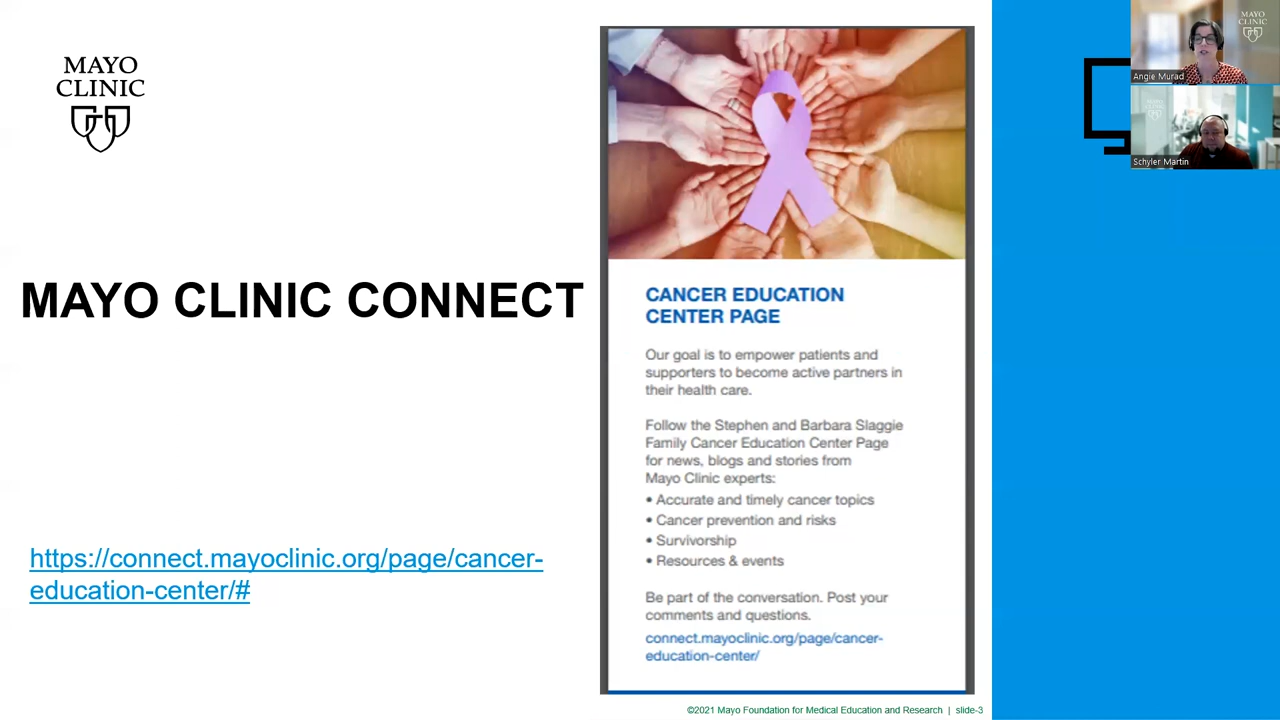 MAYO
CLINIC
MAYO CLINIC CONNECT
https://connect.mayoclinic.org/page/cancer-
education-center/#
CANCER EDUCATION
CENTER PAGE
Our goal is to empower patients and
supporters to become active partners in
their health care.
Follow the Stephen and Barbara Slaggie
Family Cancer Education Center Page
for news, blogs and stories from
Mayo Clinic experts:
• Accurate and timely cancer topics
• Cancer prevention and risks
• Survivorship
• Resources & events
Be part of the conversation. Post your
comments and questions.
connect.mayoclinic.org/page/cancer-
education-center/
©2021 Mayo Foundation for Medical Education and Research | slide-3
MAYO
CLINIC
Angie Murad
MAYO
CLINIC
Schyler Martin